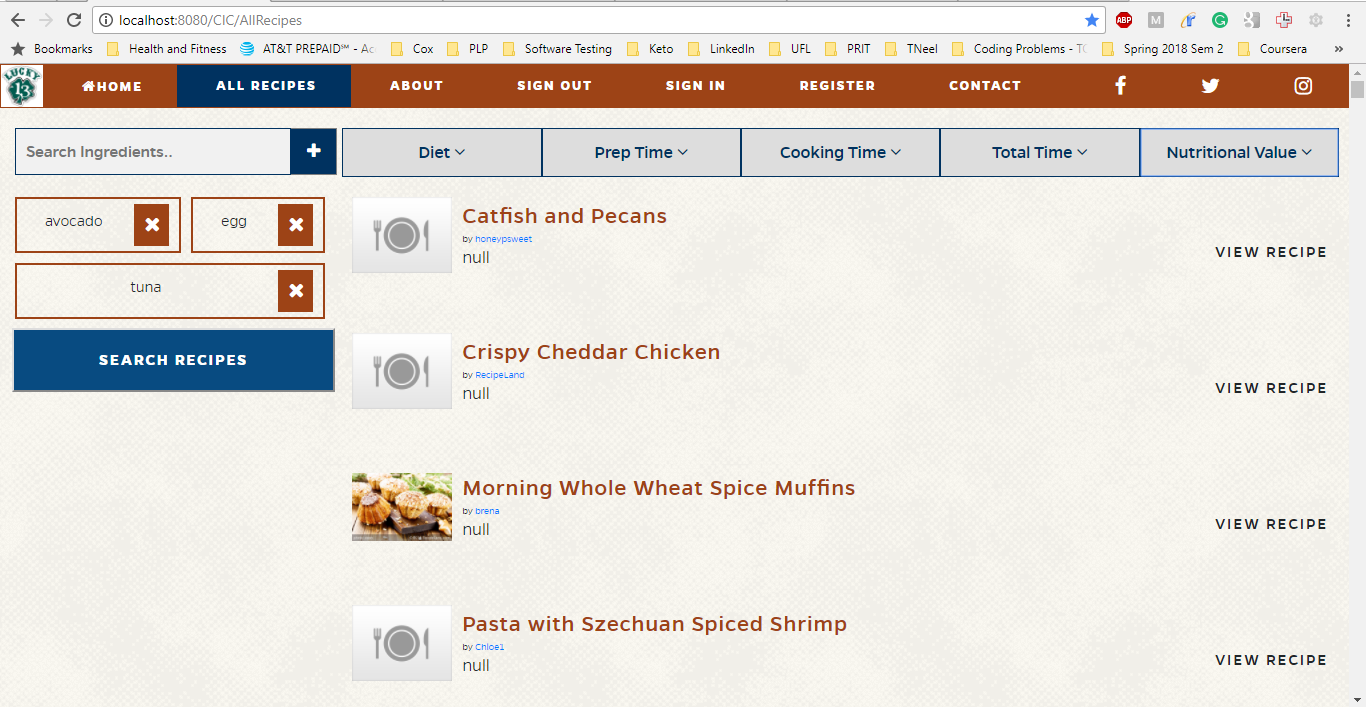 localhost:8080/CIC/AllRecipes
ABP M G
Bookmarks Health and Fitness AT&T PREPAID℠ - Ac Cox PLP Software Testing Keto LinkedIn UFL PRIT TNeel Coding Problems - TC Spring 2018 Sem 2 Coursera »
LUCKY 13 HOME ALL RECIPES ABOUT SIGN OUT SIGN IN REGISTER CONTACT
Search Ingredients.. Diet Prep Time Cooking Time Total Time Nutritional Value
avocado egg
tuna
SEARCH RECIPES
Catfish and Pecans
by honeypsweet
null
VIEW RECIPE
Crispy Cheddar Chicken
by RecipeLand
null
VIEW RECIPE
Morning Whole Wheat Spice Muffins
by brena
null
VIEW RECIPE
Pasta with Szechuan Spiced Shrimp
by Chloe1
null
VIEW RECIPE